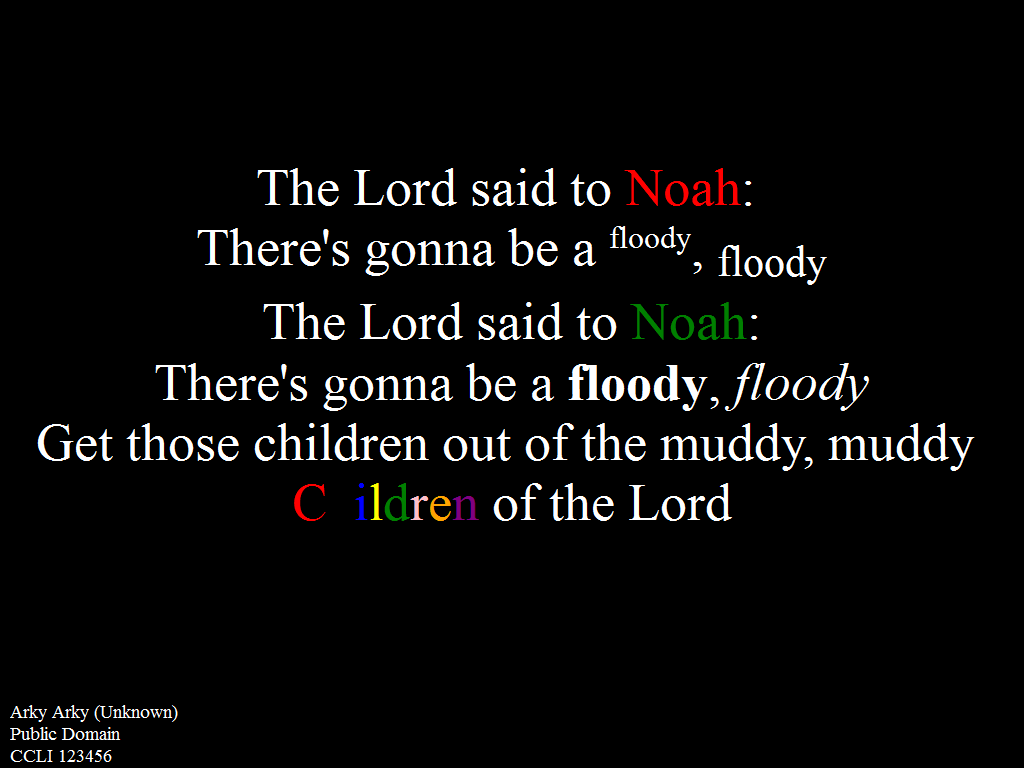 The Lord said to Noah:
There's gonna be a floody, floody
The Lord said to Noah:
There's gonna be a floody, floody
Get those children out of the muddy, muddy
C ildren of the Lord
Arky Arky (Unknown)
Public Domain
CCLI 123456